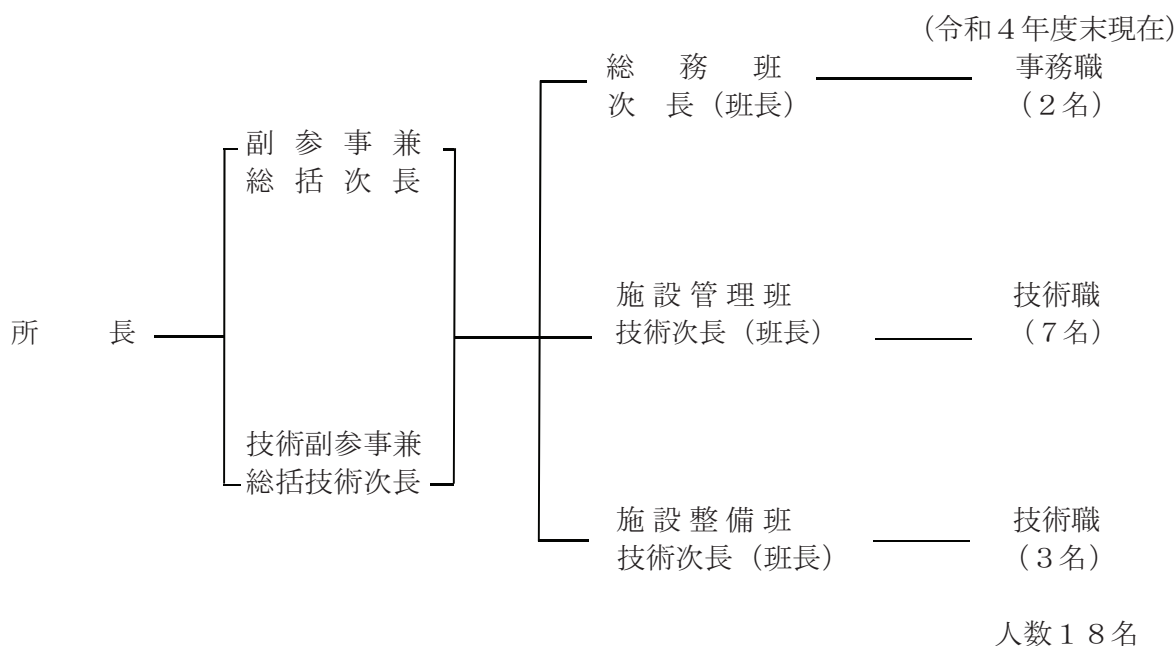 (令和４年度末現在)
総務班
次長（班長）
事務職
（２名）
副参事兼
総括次長
所長
施設管理班
技術次長（班長）
技術職
（７名）
技術副参事兼
総括技術次長
施設整備班
技術次長（班長）
技術職
（３名）
人数１８名